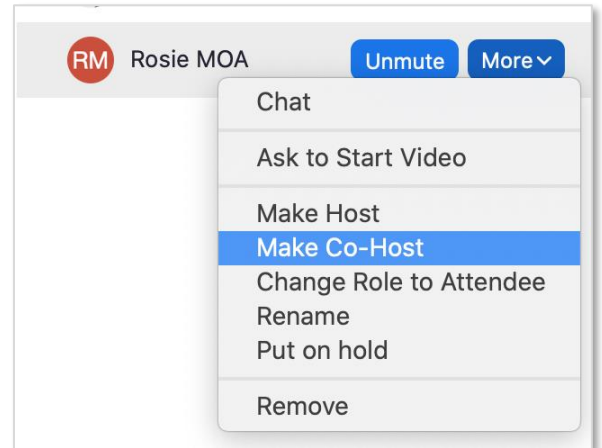 RM Rosie MOA Unmute More
Chat
Ask to Start Video
Make Host
Make Co-Host
Change Role to Attendee
Rename
Put on hold
Remove